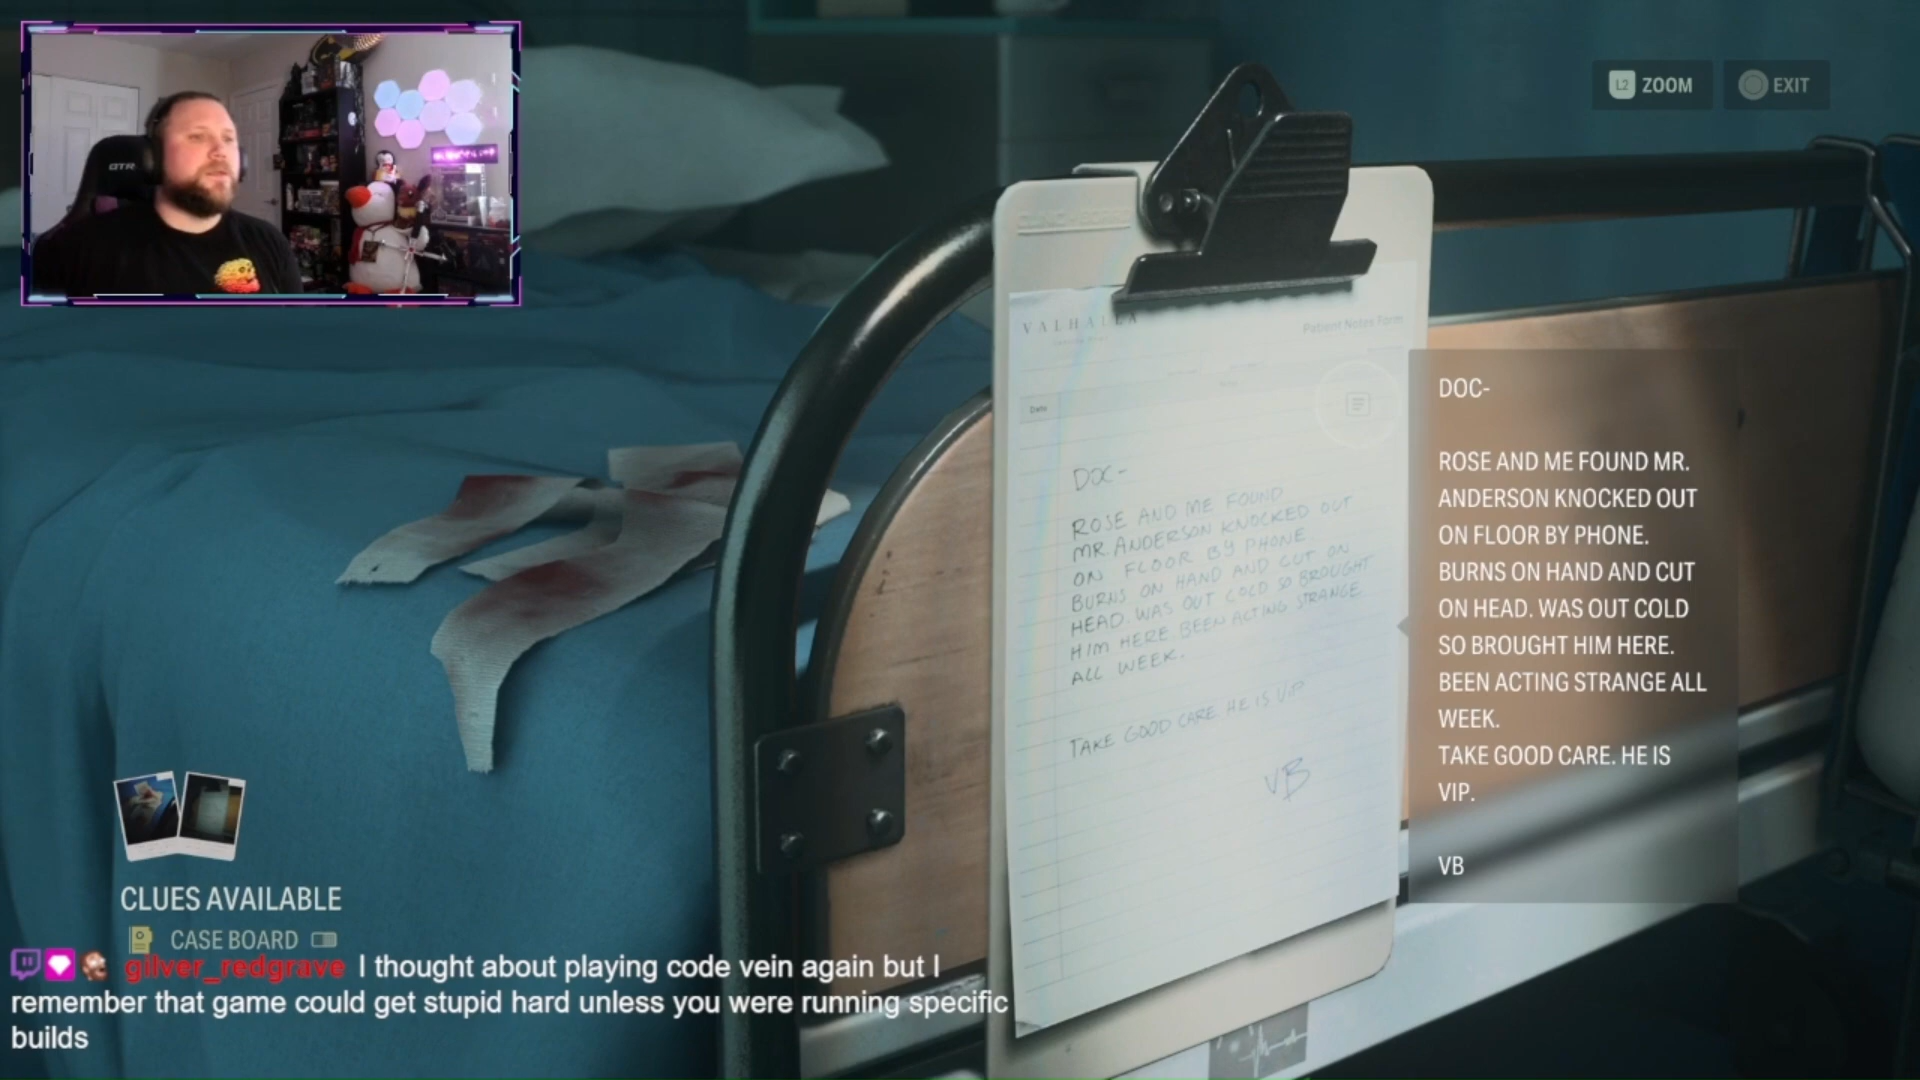 QTR
L2 ZOOM
EXIT
VALHALLA
Patient Notes Form
Date
DOC-
ROSE AND ME FOUND
MR. ANDERSON KNOCKED OUT
ON FLOOR BY PHONE.
BURNS ON HAND AND CUT ON
HEAD. WAS OUT COLD SO BROUGHT
HIM HERE BEEN ACTING STRANGE
ALL WEEK.
TAKE GOOD CARE HE IS V.I.P
VB
DOC-
ROSE AND ME FOUND MR.
ANDERSON KNOCKED OUT
ON FLOOR BY PHONE.
BURNS ON HAND AND CUT
ON HEAD. WAS OUT COLD
SO BROUGHT HIM HERE.
BEEN ACTING STRANGE ALL
WEEK.
TAKE GOOD CARE. HE IS
VIP.
VB
CLUES AVAILABLE
CASE BOARD
gilver_redgrave I thought about playing code vein again but I
remember that game could get stupid hard unless you were running specific
builds